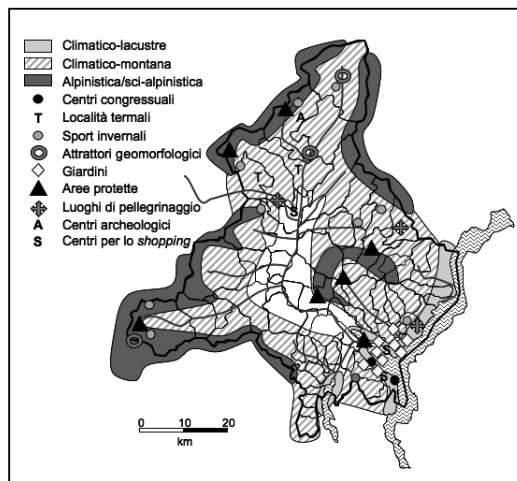 Climatico-lacustre
Climatico-montana
Alpinistica/sci-alpinistica
Centri congressuali
T Località termali
Sport invernali
Attrattori geomorfologici
Giardini
Aree protette
Luoghi di pellegrinaggio
A Centri archeologici
S Centri per lo shopping
A
T
T
S
S
S
0 10 20
km